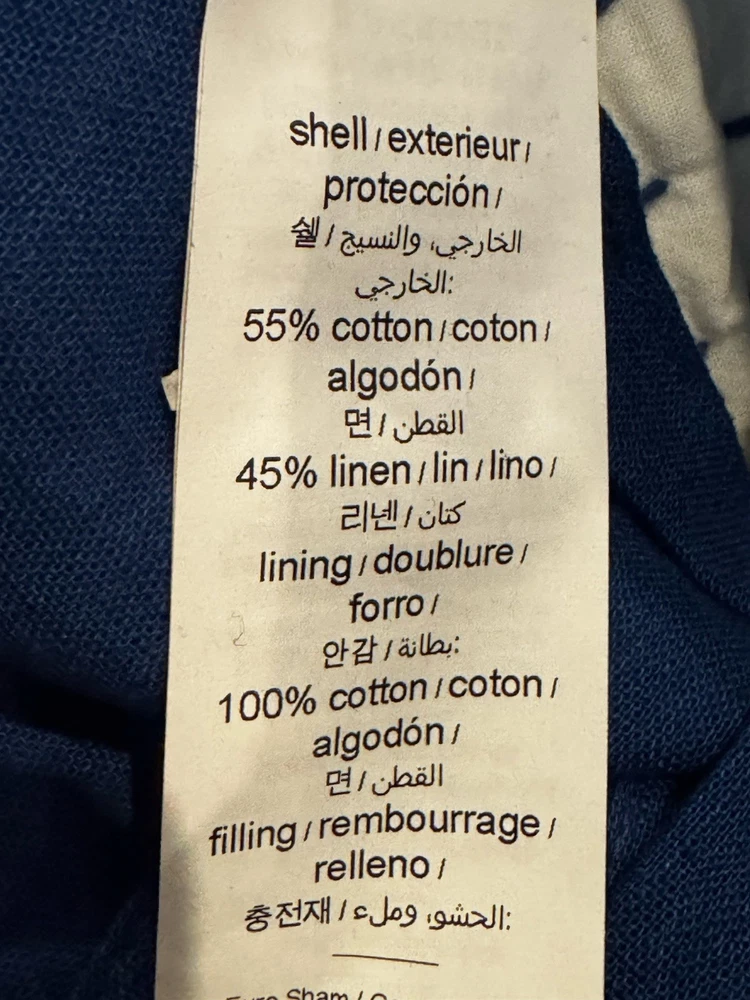 shell / exterieur /
protección /
쉘 / الخارجي، والنسيج
الخارجي:
55% cotton / coton /
algodón /
면 / القطن
45% linen / lin / lino /
리넨 / كتان
lining / doublure /
forro /
안감 / بطانة:
100% cotton / coton /
algodón /
면 / القطن
filling / rembourrage /
relleno /
충전재 / الحشو، وملء:
Sham /